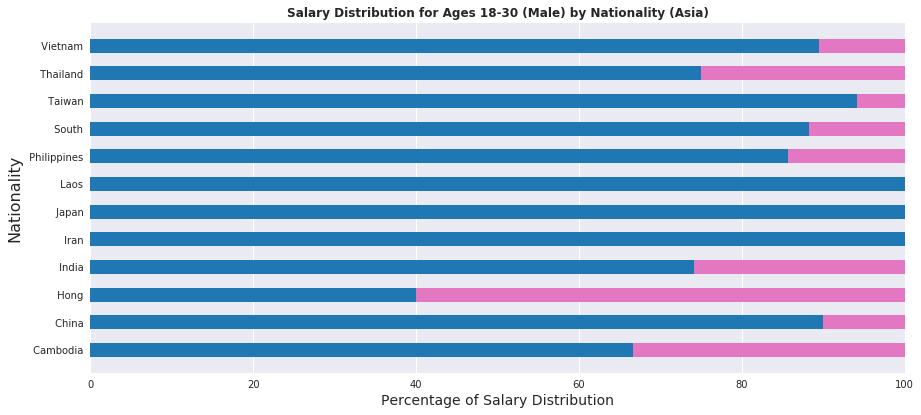 Salary Distribution for Ages 18-30 (Male) by Nationality (Asia)
Nationality
Vietnam
Thailand
Taiwan
South
Philippines
Laos
Japan
Iran
India
Hong
China
Cambodia
0 20 40 60 80 100
Percentage of Salary Distribution